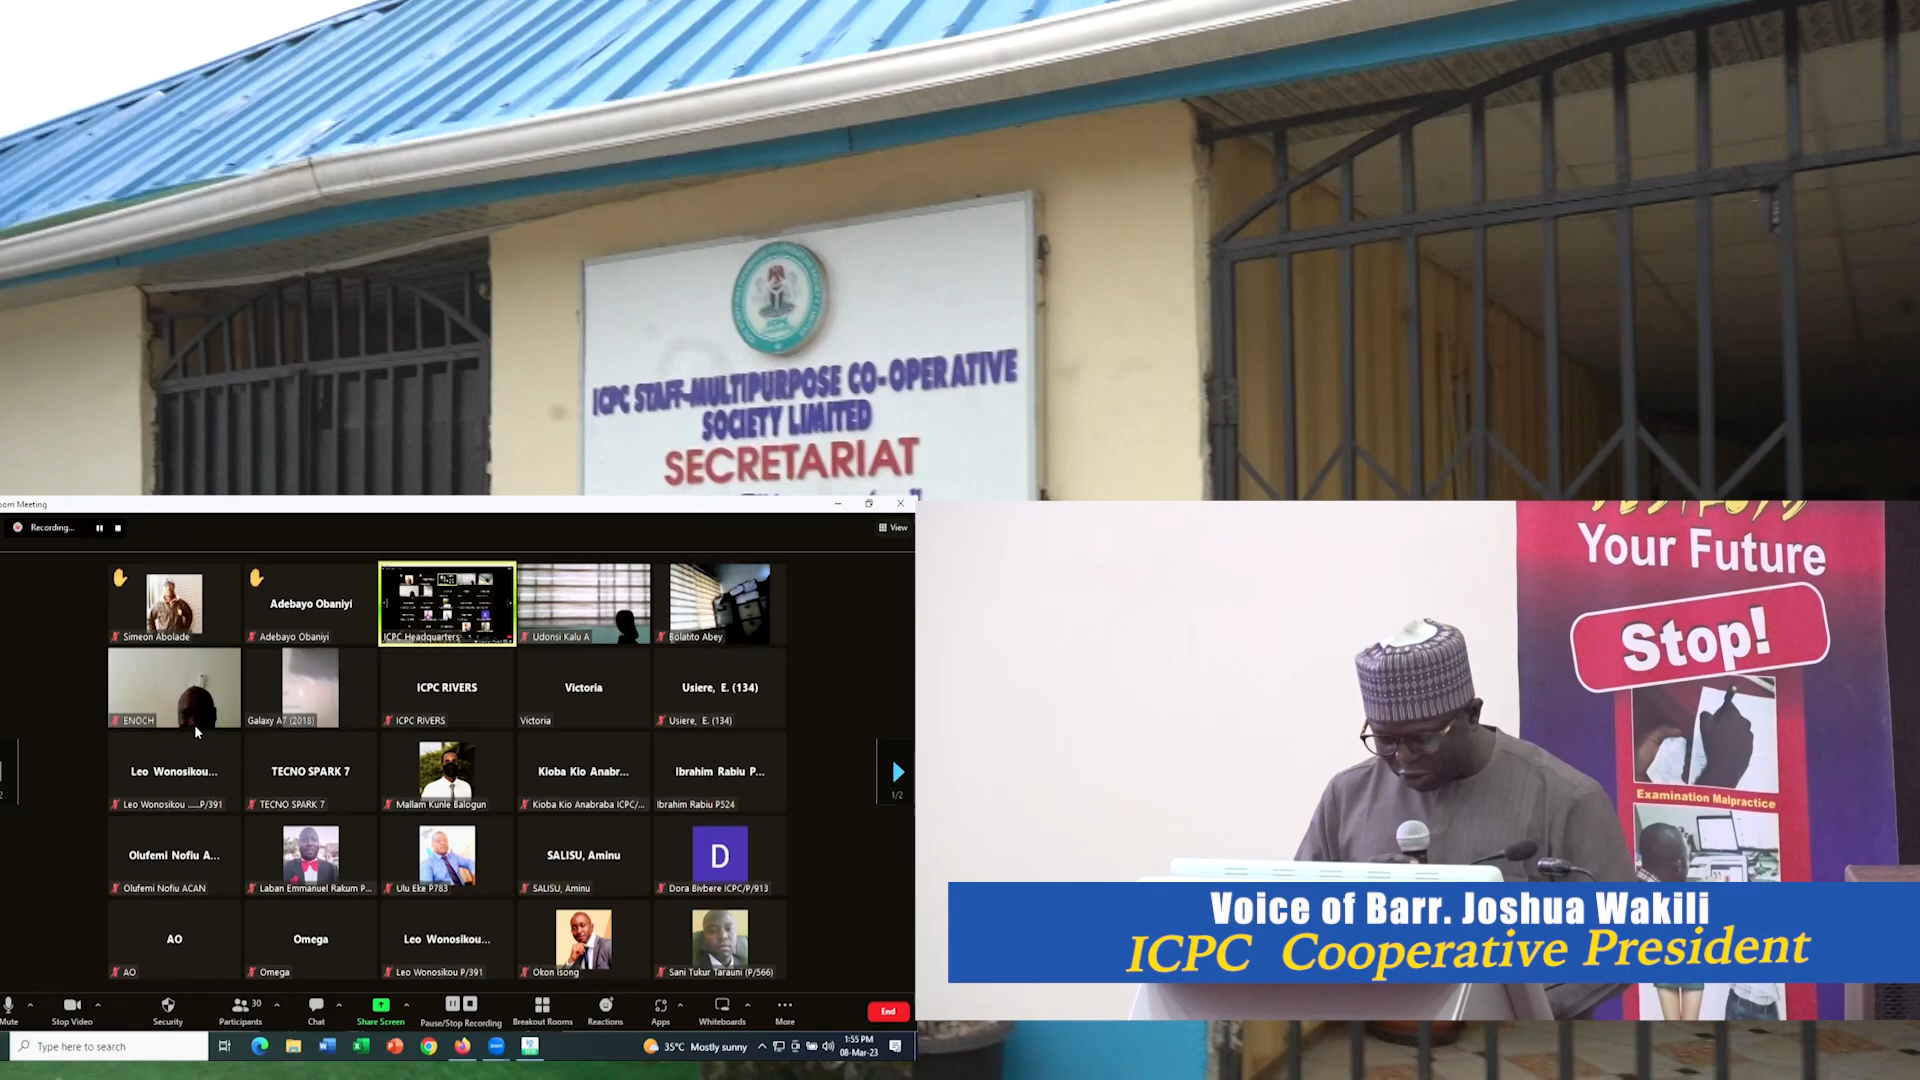 ICPC STAFF-MULTIPURPOSE CO-OPERATIVE
SOCIETY LIMITED
SECRETARIAT
oom Meeting
Recording...
View
Simeon Abolade
Adebayo Obaniyi
Adebayo Obaniyi
ICPC Headquarters
Udonsi Kalu A
Bolatito Abey
ENOCH
Galaxy A7 (2018)
ICPC RIVERS
ICPC RIVERS
Victoria
Victoria
Usiere, E. (134)
Usiere, E. (134)
Leo Wonosikou...
Leo Wonosikou ......P/391
TECNO SPARK 7
TECNO SPARK 7
Mallam Kunle Balogun
Kioba Kio Anabr...
Kioba Kio Anabraba ICPC/...
Ibrahim Rabiu P...
Ibrahim Rabiu P524
1/2
Olufemi Nofiu A...
Olufemi Nofiu ACAN
Laban Emmanuel Rakum P...
Ulu Eke P783
SALISU, Aminu
SALISU, Aminu
D
Dora Bivbere ICPC/P/913
AO
AO
Omega
Omega
Leo Wonosikou...
Leo Wonosikou P/391
Okon Isong
Sani Tukur Tarauni (P/566)
Mute
Stop Video
Security
30
Participants
Chat
Share Screen
Pause/Stop Recording
Breakout Rooms
Reactions
Apps
Whiteboards
More
End
Type here to search
35°C Mostly sunny
1:55 PM
08-Mar-23
Your Future
Stop!
Examination Malpractice
Voice of Barr. Joshua Wakili
ICPC Cooperative President